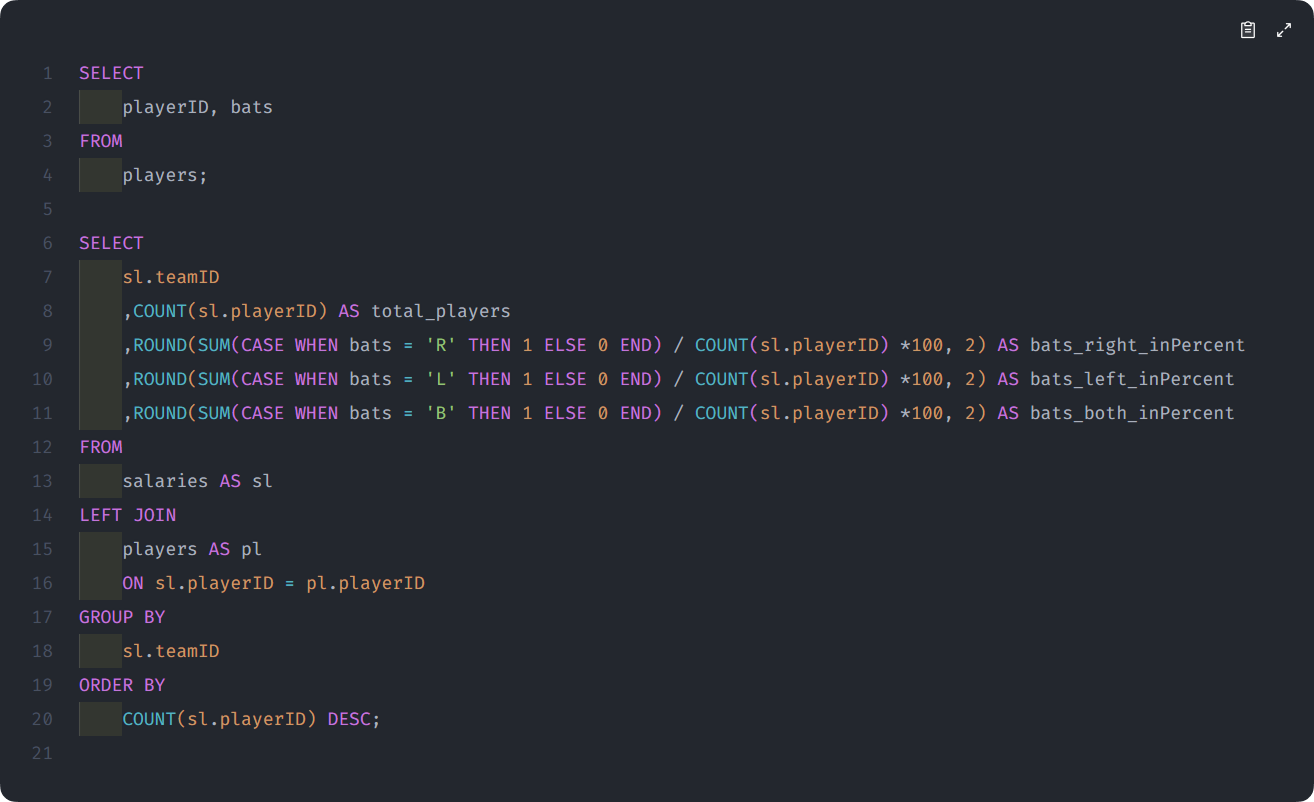 1 SELECT
2 playerID, bats
3 FROM
4 players;
5
6 SELECT
7 sl.teamID
8 ,COUNT(sl.playerID) AS total_players
9 ,ROUND(SUM(CASE WHEN bats = 'R' THEN 1 ELSE 0 END) / COUNT(sl.playerID) *100, 2) AS bats_right_inPercent
10 ,ROUND(SUM(CASE WHEN bats = 'L' THEN 1 ELSE 0 END) / COUNT(sl.playerID) *100, 2) AS bats_left_inPercent
11 ,ROUND(SUM(CASE WHEN bats = 'B' THEN 1 ELSE 0 END) / COUNT(sl.playerID) *100, 2) AS bats_both_inPercent
12 FROM
13 salaries AS sl
14 LEFT JOIN
15 players AS pl
16 ON sl.playerID = pl.playerID
17 GROUP BY
18 sl.teamID
19 ORDER BY
20 COUNT(sl.playerID) DESC;
21